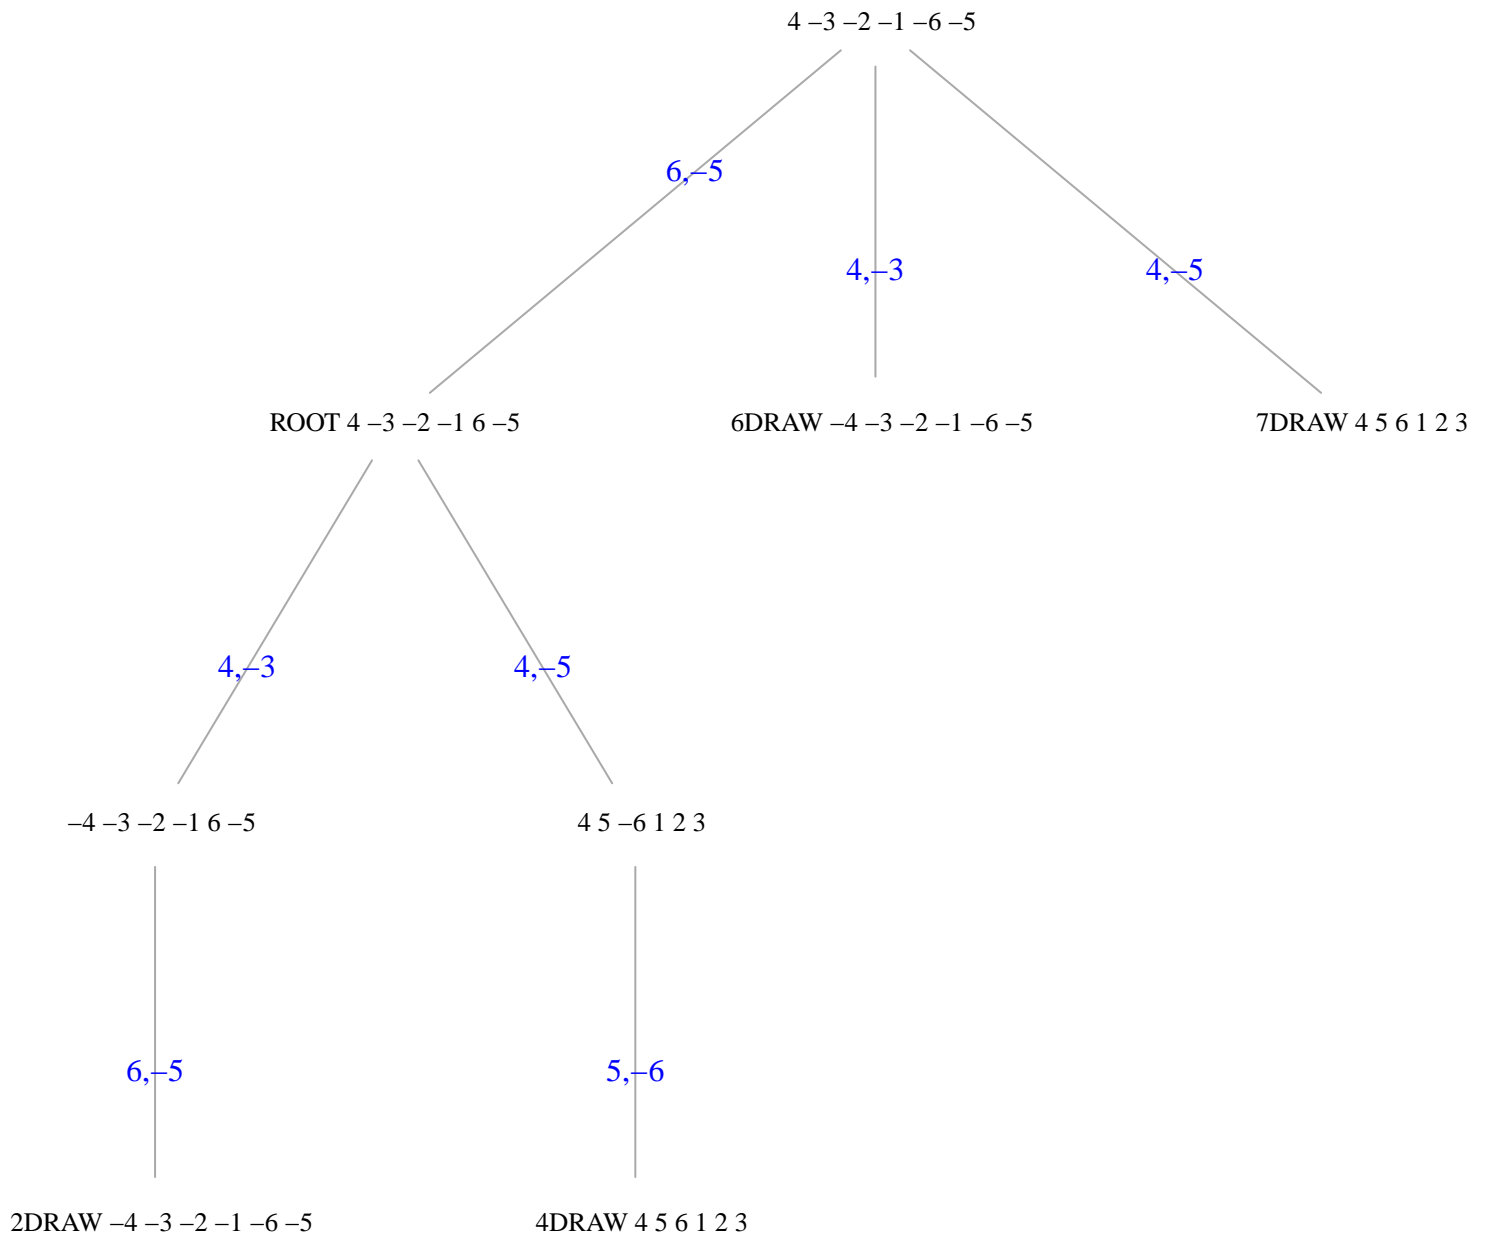 4 –3 –2 –1 –6 –5
6,–5
4,–3
4,–5
ROOT 4 –3 –2 –1 6 –5
6DRAW –4 –3 –2 –1 –6 –5
7DRAW 4 5 6 1 2 3
4,–3
4,–5
–4 –3 –2 –1 6 –5
4 5 –6 1 2 3
6,–5
5,–6
2DRAW –4 –3 –2 –1 –6 –5
4DRAW 4 5 6 1 2 3